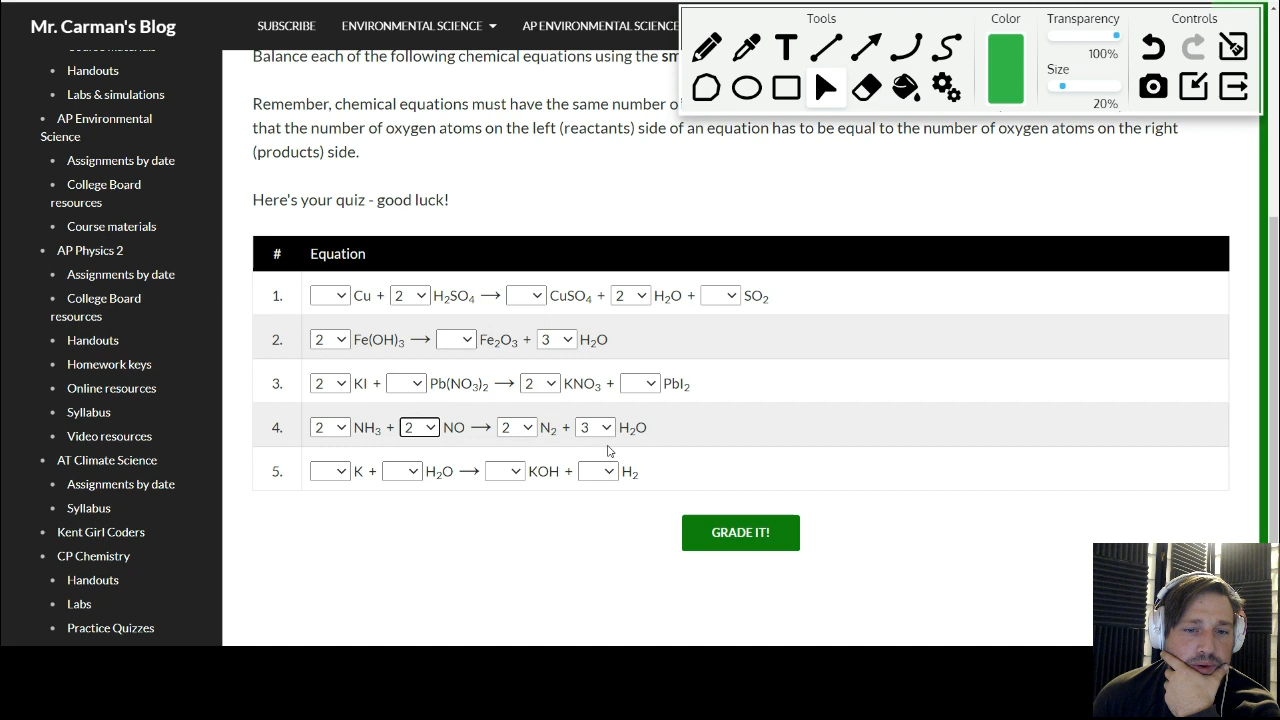 Mr. Carman's Blog
SUBSCRIBE
ENVIRONMENTAL SCIENCE
AP ENVIRONMENTAL SCIENCE
Tools
Color
Transparency
100%
Size
20%
Controls
Handouts
Labs & simulations
AP Environmental
Science
Assignments by date
College Board
resources
Course materials
AP Physics 2
Assignments by date
College Board
resources
Handouts
Homework keys
Online resources
Syllabus
Video resources
AT Climate Science
Assignments by date
Syllabus
Kent Girl Coders
CP Chemistry
Handouts
Labs
Practice Quizzes
Balance each of the following chemical equations using the
Remember, chemical equations must have the same number
that the number of oxygen atoms on the left (reactants) side of an equation has to be equal to the number of oxygen atoms on the right
(products) side.
Here's your quiz - good luck!
# Equation
1. Cu + 2 H₂SO₄ ⟶ CuSO₄ + 2 H₂O + SO₂
2. 2 Fe(OH)₃ ⟶ Fe₂O₃ + 3 H₂O
3. 2 KI + Pb(NO₃)₂ ⟶ 2 KNO₃ + PbI₂
4. 2 NH₃ + 2 NO ⟶ 2 N₂ + 3 H₂O
5. K + H₂O ⟶ KOH + H₂
GRADE IT!